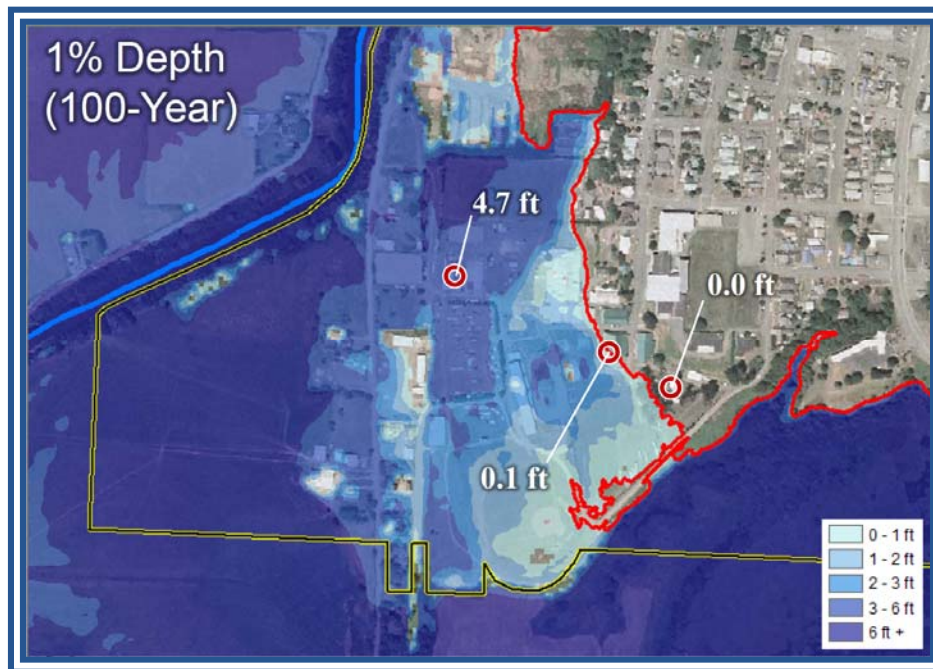 1% Depth
(100-Year)
4.7 ft
0.0 ft
0.1 ft
0 - 1 ft
1 - 2 ft
2 - 3 ft
3 - 6 ft
6 ft +